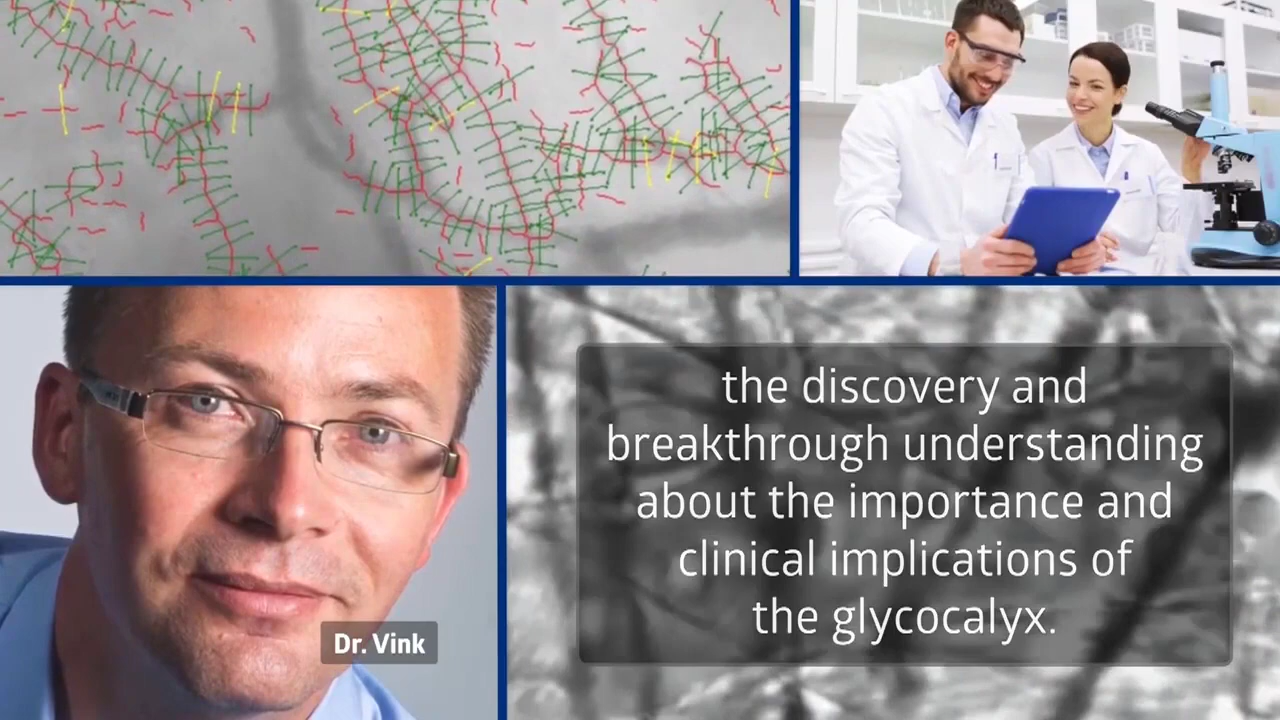 Dr. Vink
the discovery and
breakthrough understanding
about the importance and
clinical implications of
the glycocalyx.